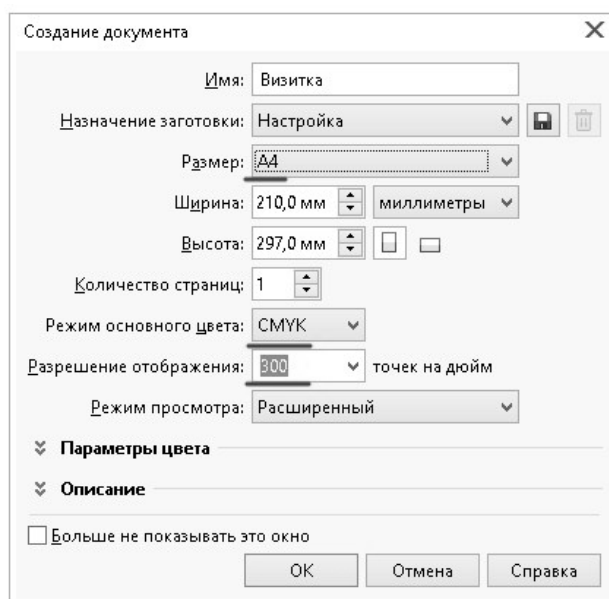 Создание документа
Имя: Визитка
Назначение заготовки: Настройка
Размер: A4
Ширина: 210,0 мм миллиметры
Высота: 297,0 мм
Количество страниц: 1
Режим основного цвета: CMYK
Разрешение отображения: 300 точек на дюйм
Режим просмотра: Расширенный
Параметры цвета
Описание
Больше не показывать это окно
ОК Отмена Справка